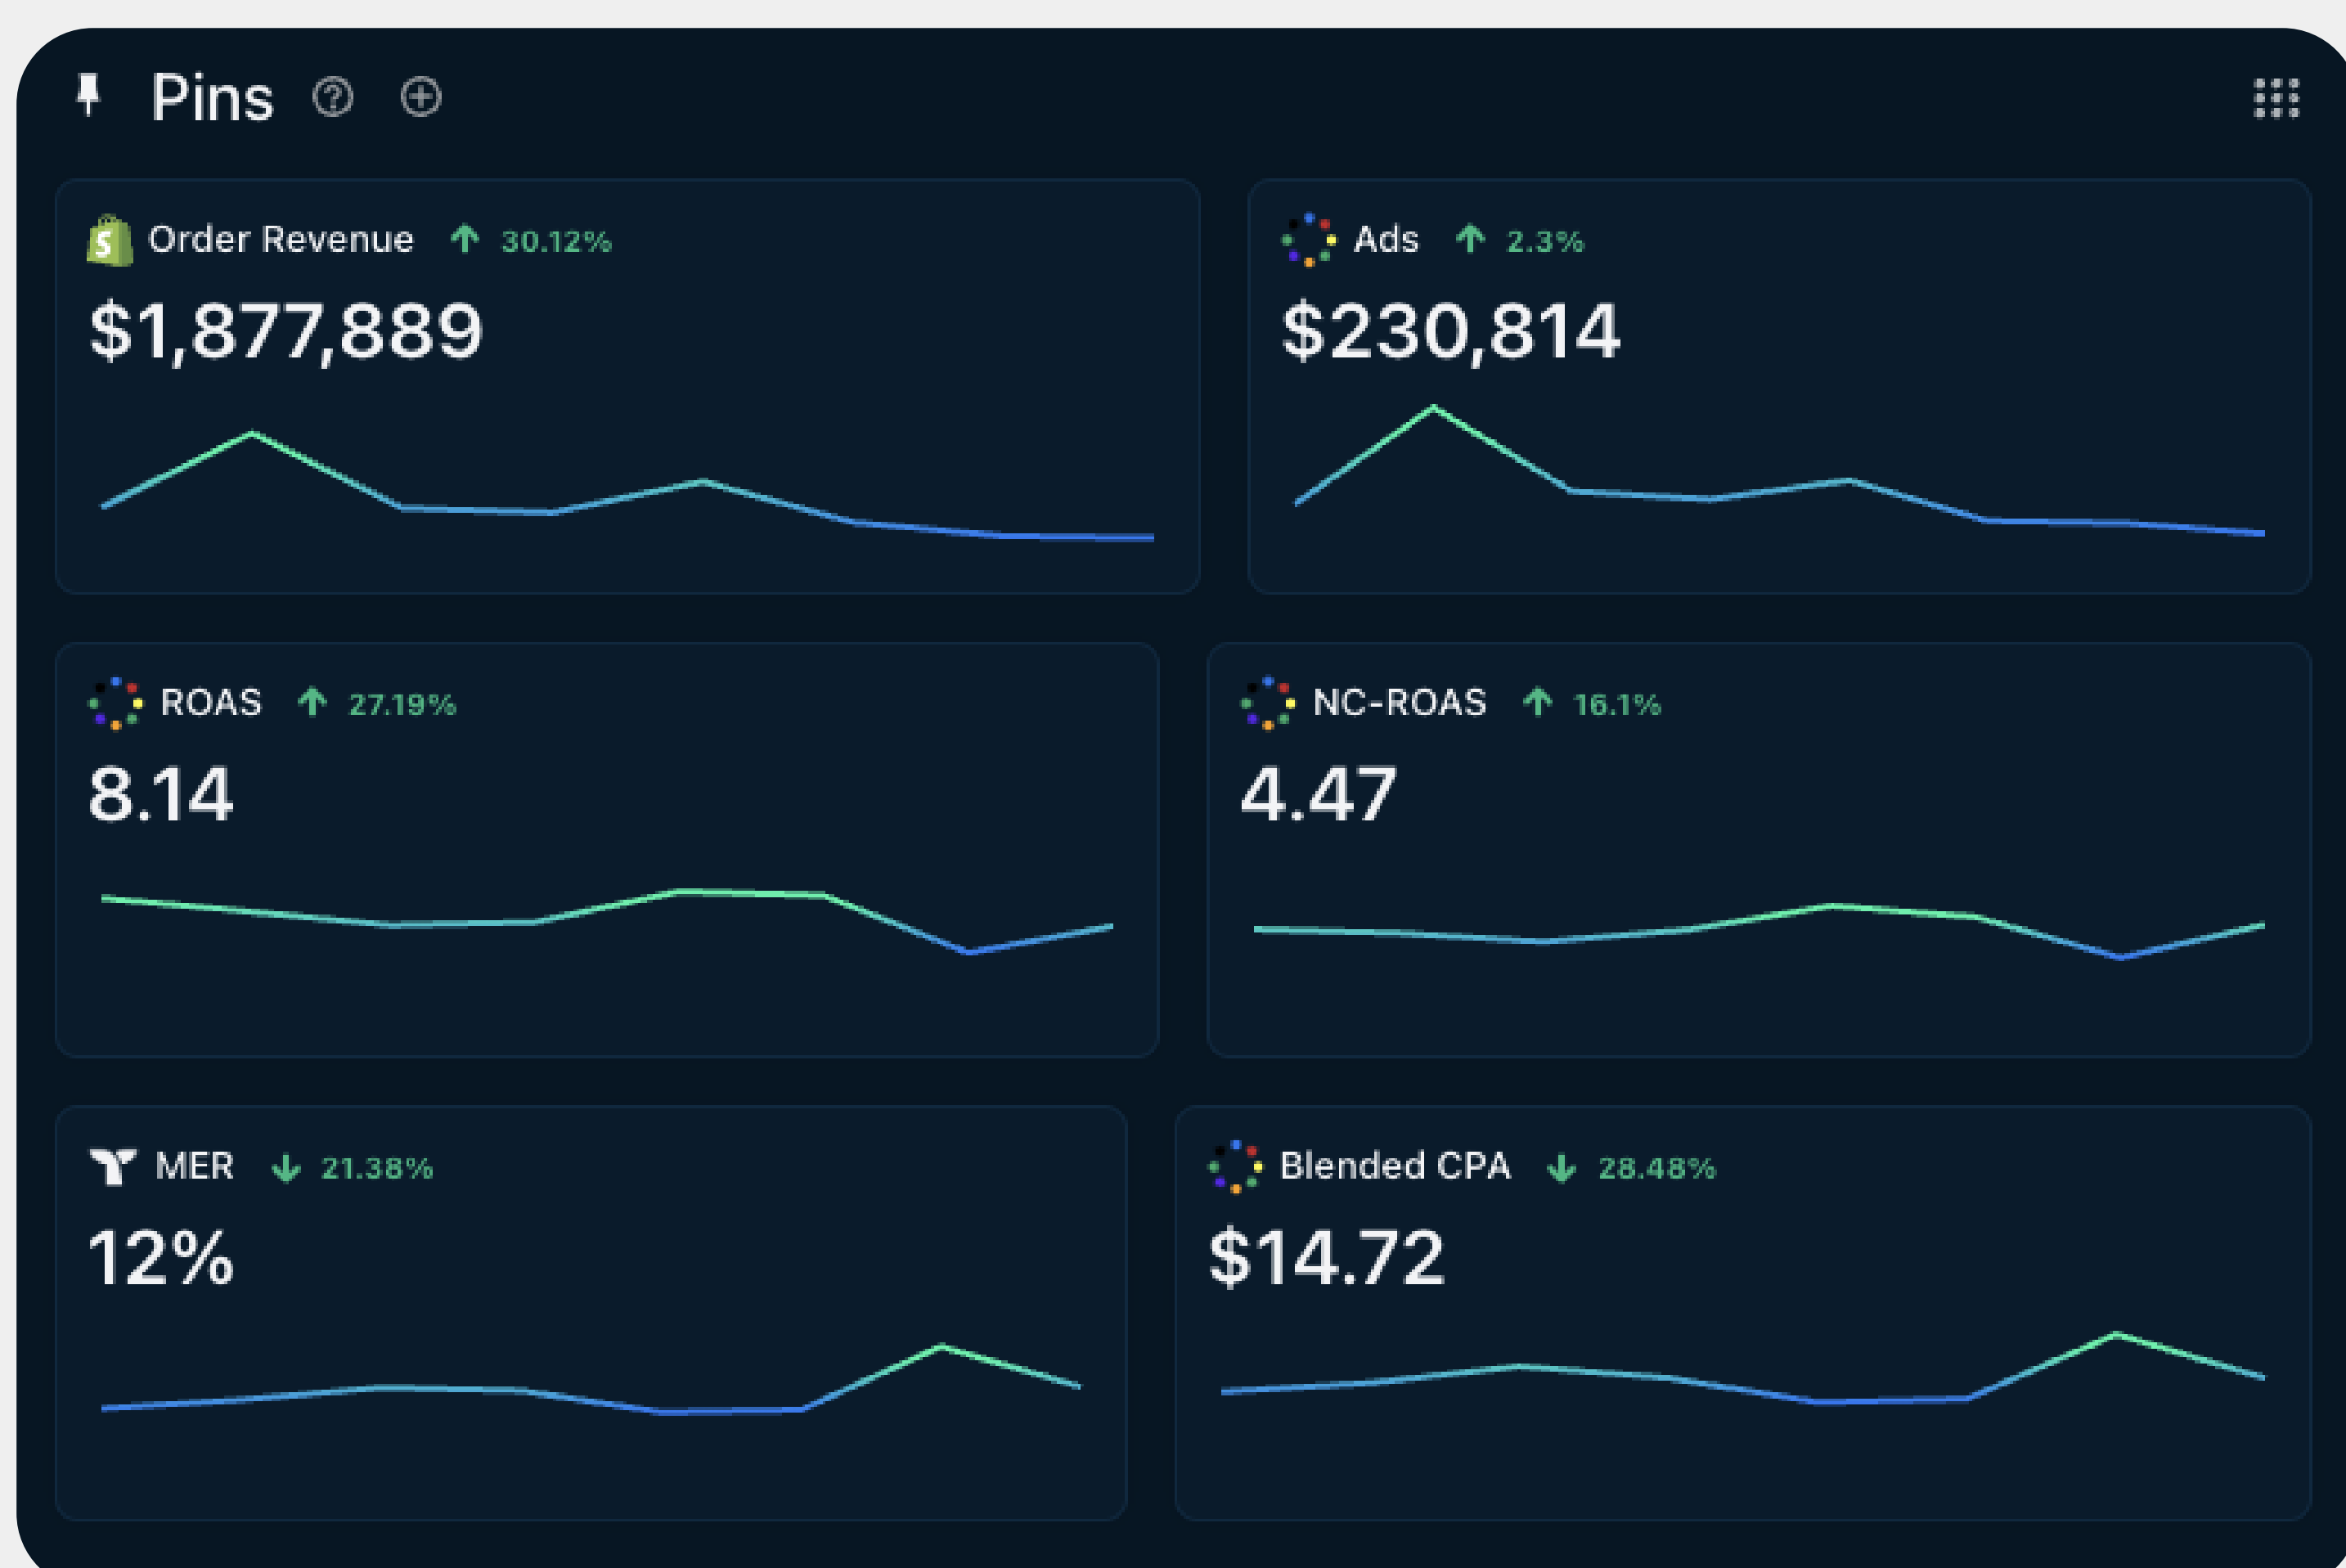 Pins
Order Revenue 30.12%
$1,877,889
Ads 2.3%
$230,814
ROAS 27.19%
8.14
NC-ROAS 16.1%
4.47
MER 21.38%
12%
Blended CPA 28.48%
$14.72